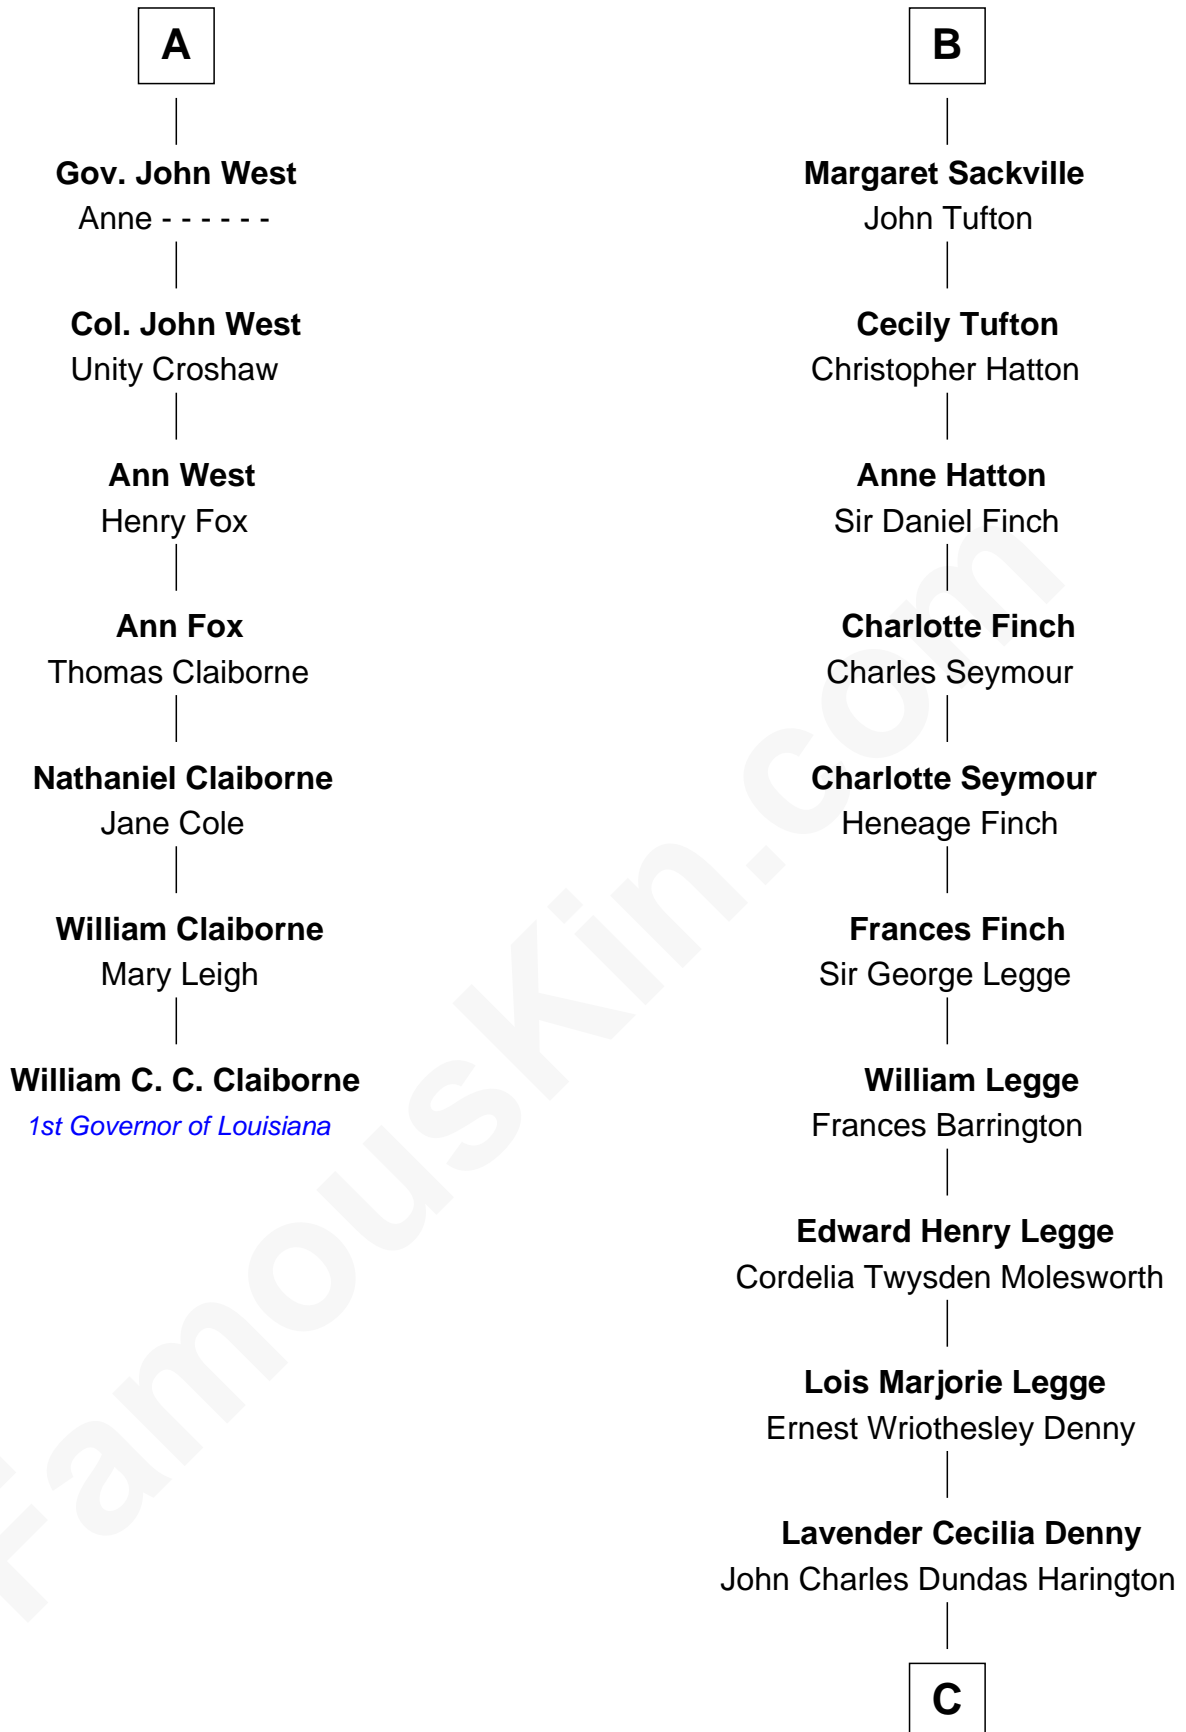 A
Gov. John West
Anne - - - - - -
Col. John West
Unity Croshaw
Ann West
Henry Fox
Ann Fox
Thomas Claiborne
Nathaniel Claiborne
Jane Cole
William Claiborne
Mary Leigh
William C. C. Claiborne
1st Governor of Louisiana
B
Margaret Sackville
John Tufton
Cecily Tufton
Christopher Hatton
Anne Hatton
Sir Daniel Finch
Charlotte Finch
Charles Seymour
Charlotte Seymour
Heneage Finch
Frances Finch
Sir George Legge
William Legge
Frances Barrington
Edward Henry Legge
Cordelia Twysden Molesworth
Lois Marjorie Legge
Ernest Wriothesley Denny
Lavender Cecilia Denny
John Charles Dundas Harington
C
FamousKin.com